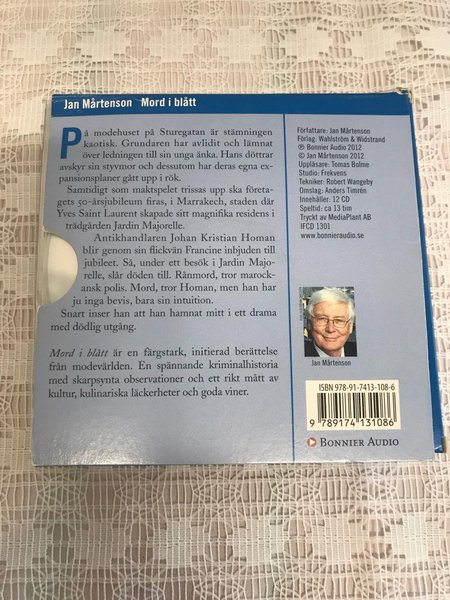 Jan Mårtenson Mord i blått
På modehuset på Sturegatan är stämningen
kaotisk. Grundaren har avlidit och lämnat
över ledningen till sin unga änka. Hans döttrar
avskyr sin styvmor och dessutom har deras egna ex-
pansionsplaner gått upp i rök.
Samtidigt som maktspelet trissas upp ska företa-
gets 50-årsjubileum firas, i Marrakech, staden där
Yves Saint Laurent skapade sitt magnifika residens i
trädgården Jardin Majorelle.
Antikhandlaren Johan Kristian Homan
blir genom sin flickvän Francine inbjuden till
jubileet. Så, under ett besök i Jardin Majo-
relle, slår döden till. Rånmord, tror marock-
ansk polis. Mord, tror Homan, men han har
ju inga bevis, bara sin intuition.
Snart inser han att han hamnat mitt i ett drama
med dödlig utgång.
Mord i blått är en färgstark, initierad berättelse
från modevärlden. En spännande kriminalhistoria
med skarpsynta observationer och ett rikt mått av
kultur, kulinariska läckerheter och goda viner.
Författare: Jan Mårtenson
Förlag: Wahlström & Widstrand
℗ Bonnier Audio 2012
© Jan Mårtenson 2012
Uppläsare: Tomas Bolme
Studio: Frekvens
Tekniker: Robert Wangeby
Omslag: Anders Timrén
Innehåller: 12 CD
Speltid: ca 13 tim
Tryckt av MediaPlant AB
IFCD 1301
www.bonnieraudio.se
Jan Mårtenson
ISBN 978-91-7413-108-6
9 789174 131086
BONNIER AUDIO